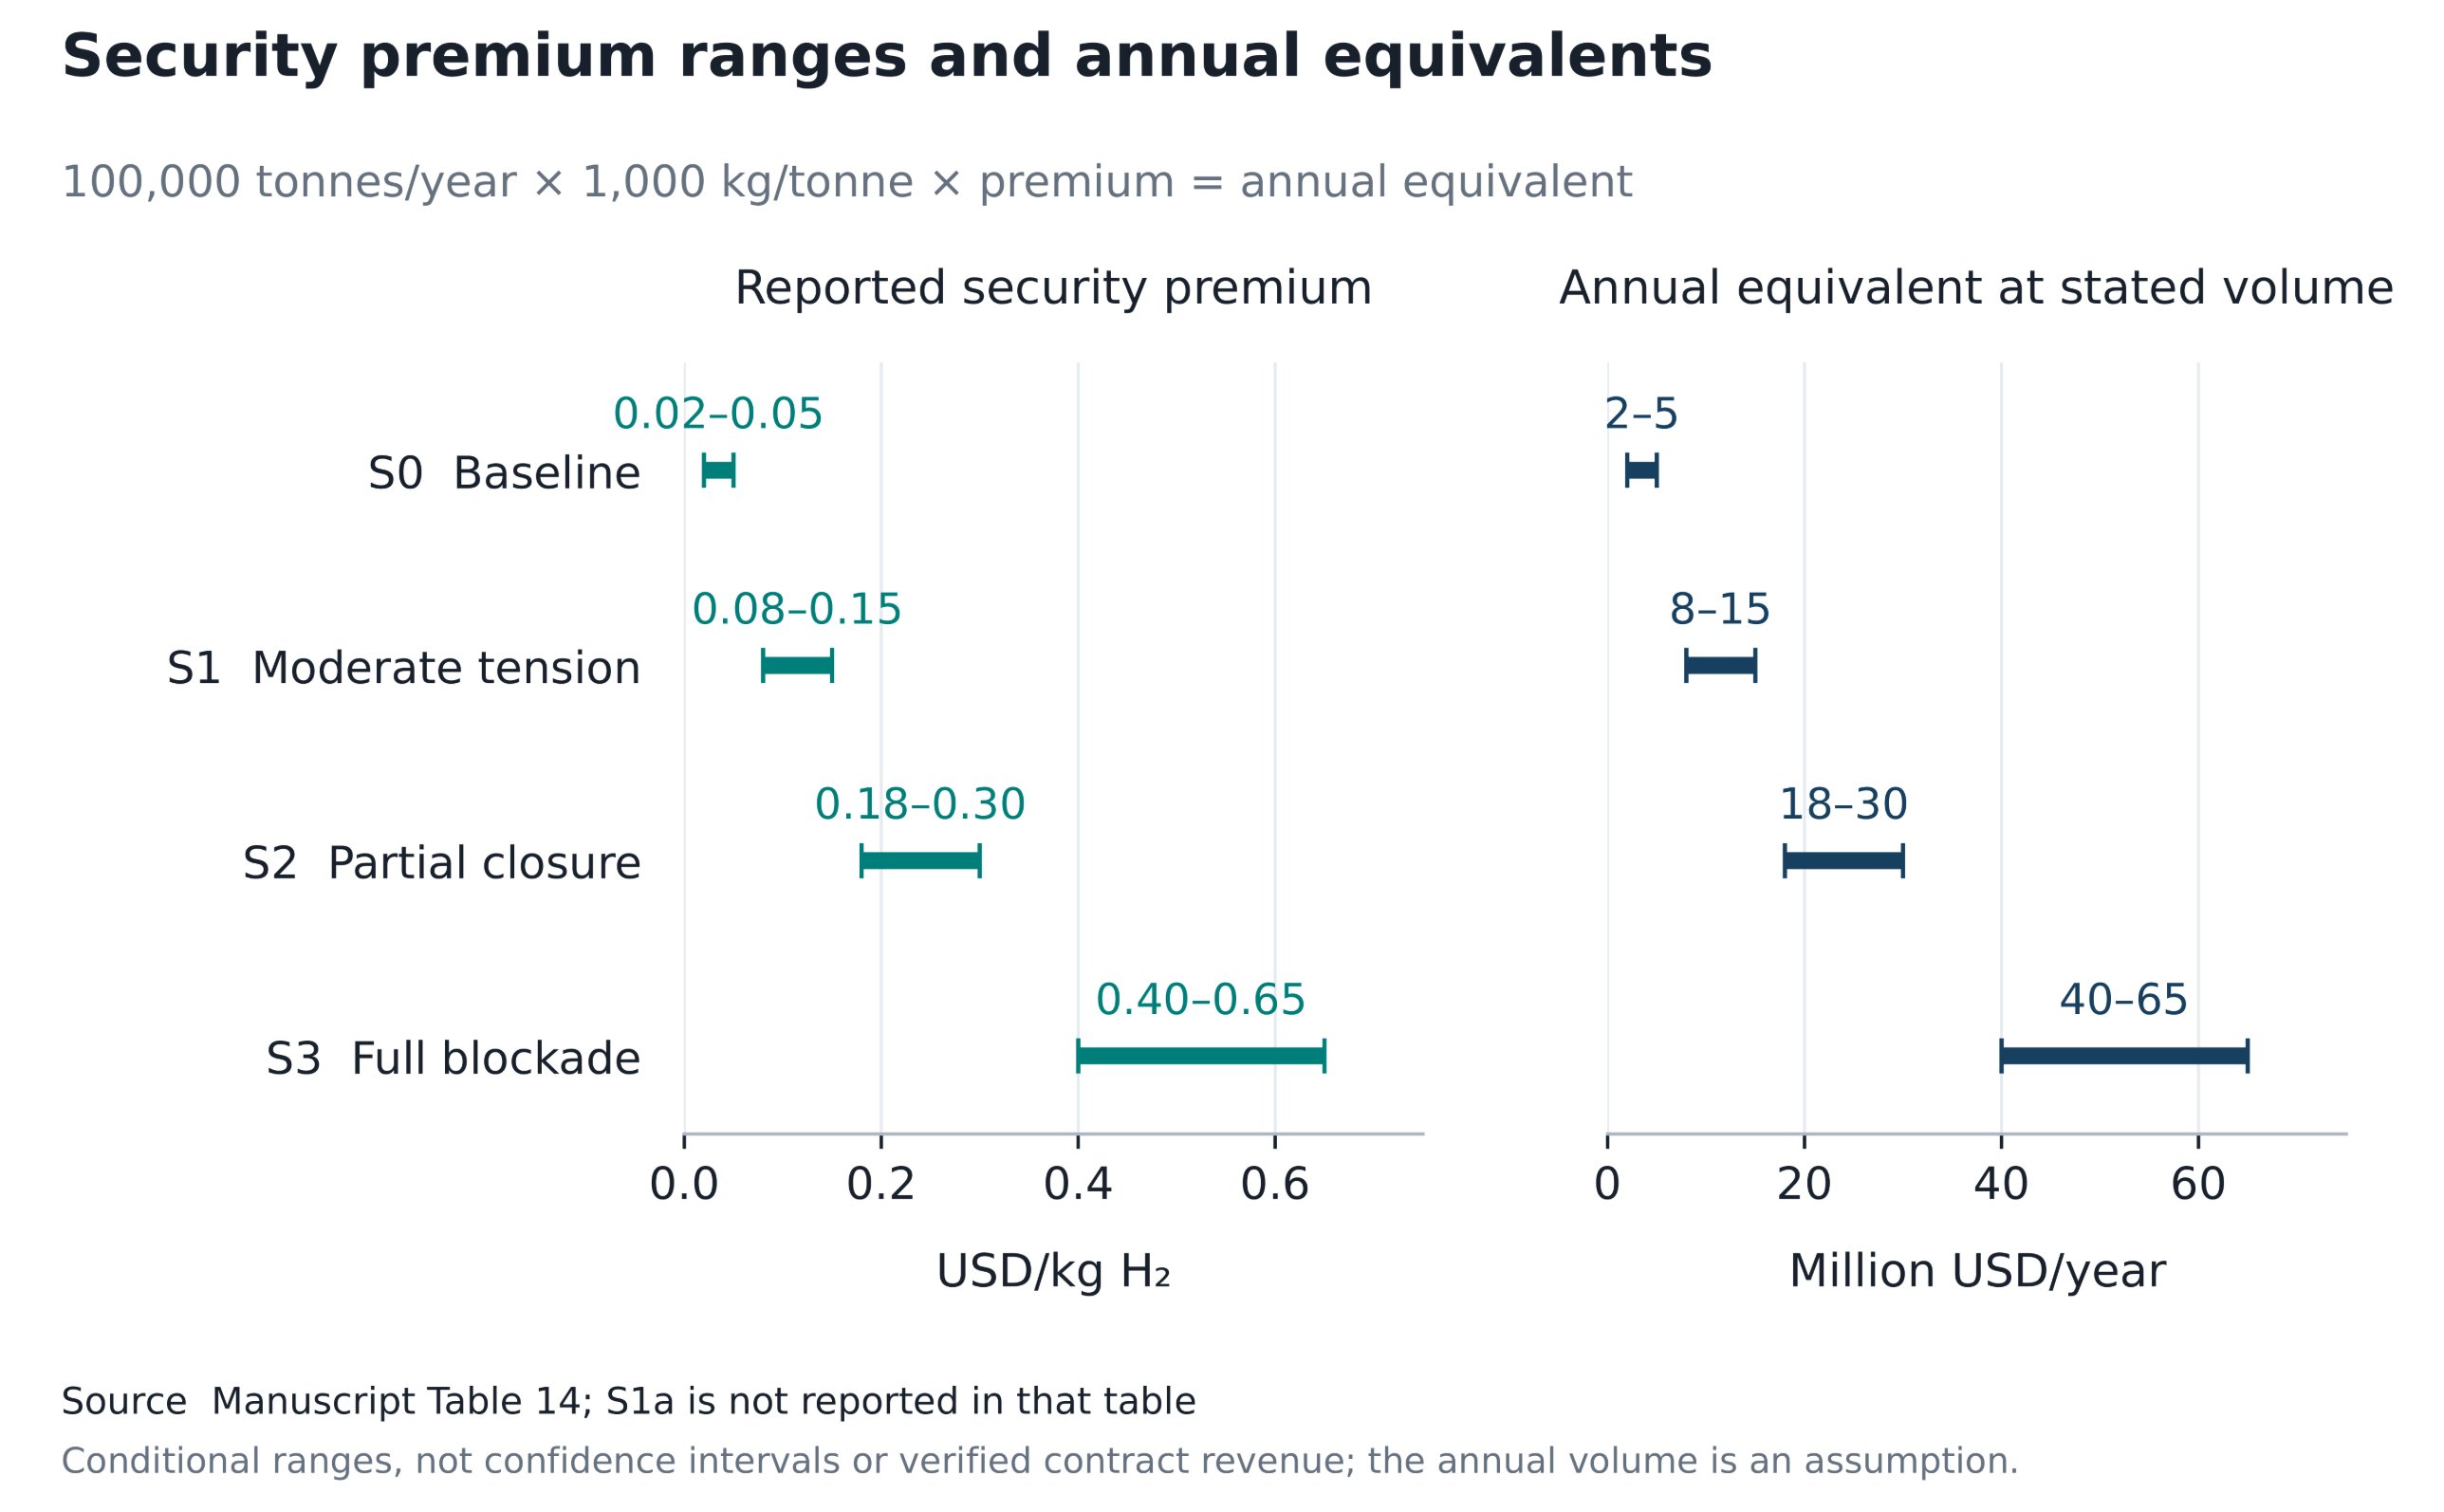 Security premium ranges and annual equivalents
100,000 tonnes/year × 1,000 kg/tonne × premium = annual equivalent
Reported security premium
Annual equivalent at stated volume
0.02–0.05
2–5
S0 Baseline
0.08–0.15
8–15
S1 Moderate tension
0.18–0.30
18–30
S2 Partial closure
0.40–0.65
40–65
S3 Full blockade
0.0 0.2 0.4 0.6
0 20 40 60
USD/kg H₂
Million USD/year
Source Manuscript Table 14; S1a is not reported in that table
Conditional ranges, not confidence intervals or verified contract revenue; the annual volume is an assumption.